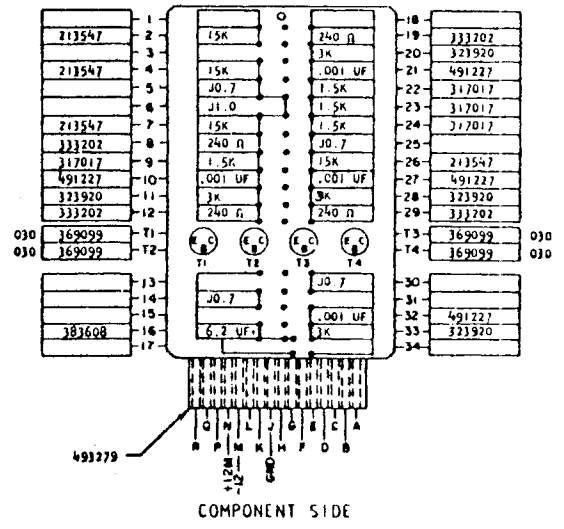 1 18
213547 2 15K 240 Ω 19 333202
3 3K 20 323920
213547 4 15K .001 UF 21 491227
5 J0.7 1.5K 22 317017
6 J1.0 1.5K 23 317017
213547 7 15K 1.5K 24 317017
333202 8 240 Ω J0.7 25
317017 9 1.5K 15K 26 213547
491227 10 .001 UF .001 UF 27 491227
323920 11 3K 3K 28 323920
333202 12 240 Ω 240 Ω 29 333202
030 369099 T1 E B C E B C E B C E B C T3 369099 030
030 369099 T2 T1 T2 T3 T4 T4 369099 030
13 J0.7 30
14 J0.7 31
15 .001 UF 32 491227
383608 16 6.2 UF+ 3K 33 323920
17 34
493279
R Q P N M L K J H G F E D C B A
+12M
-12
GND
COMPONENT SIDE